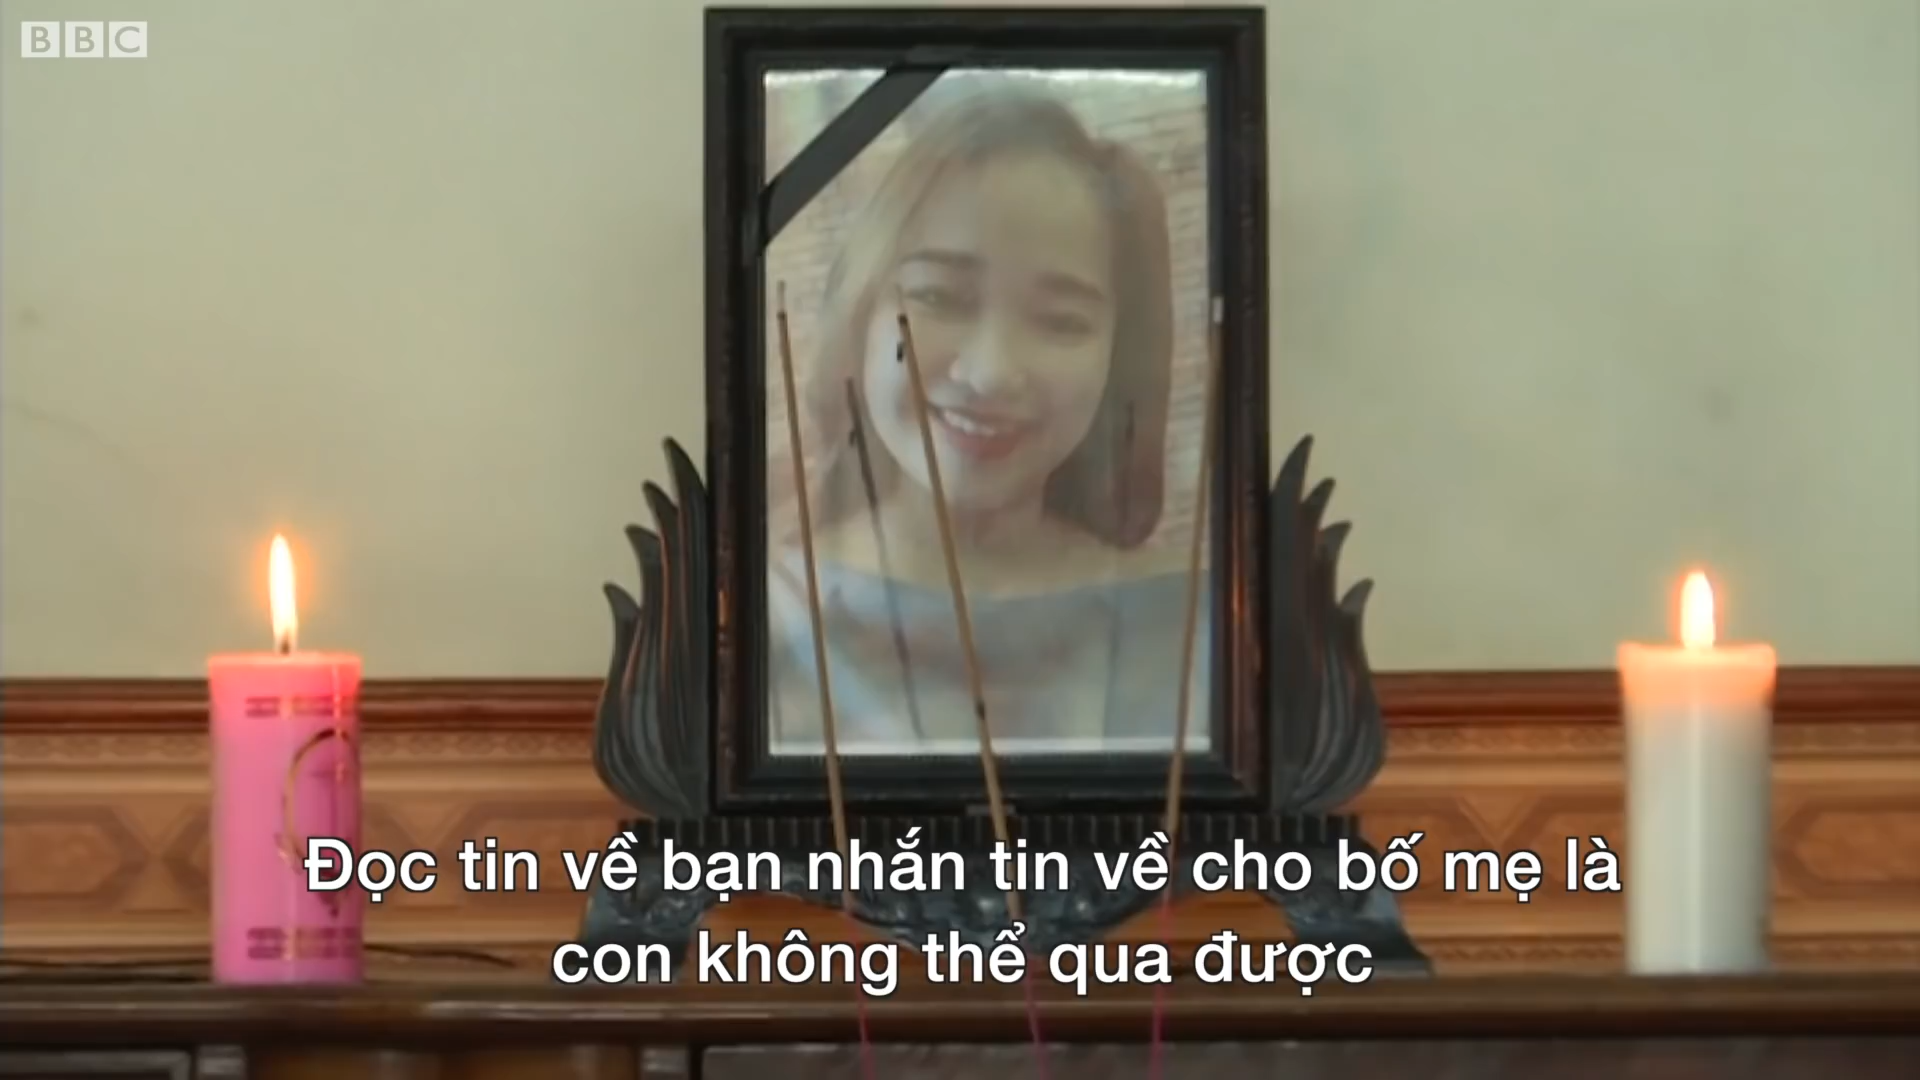 BBC
Đọc tin về bạn nhắn tin về cho bố mẹ là
con không thể qua được